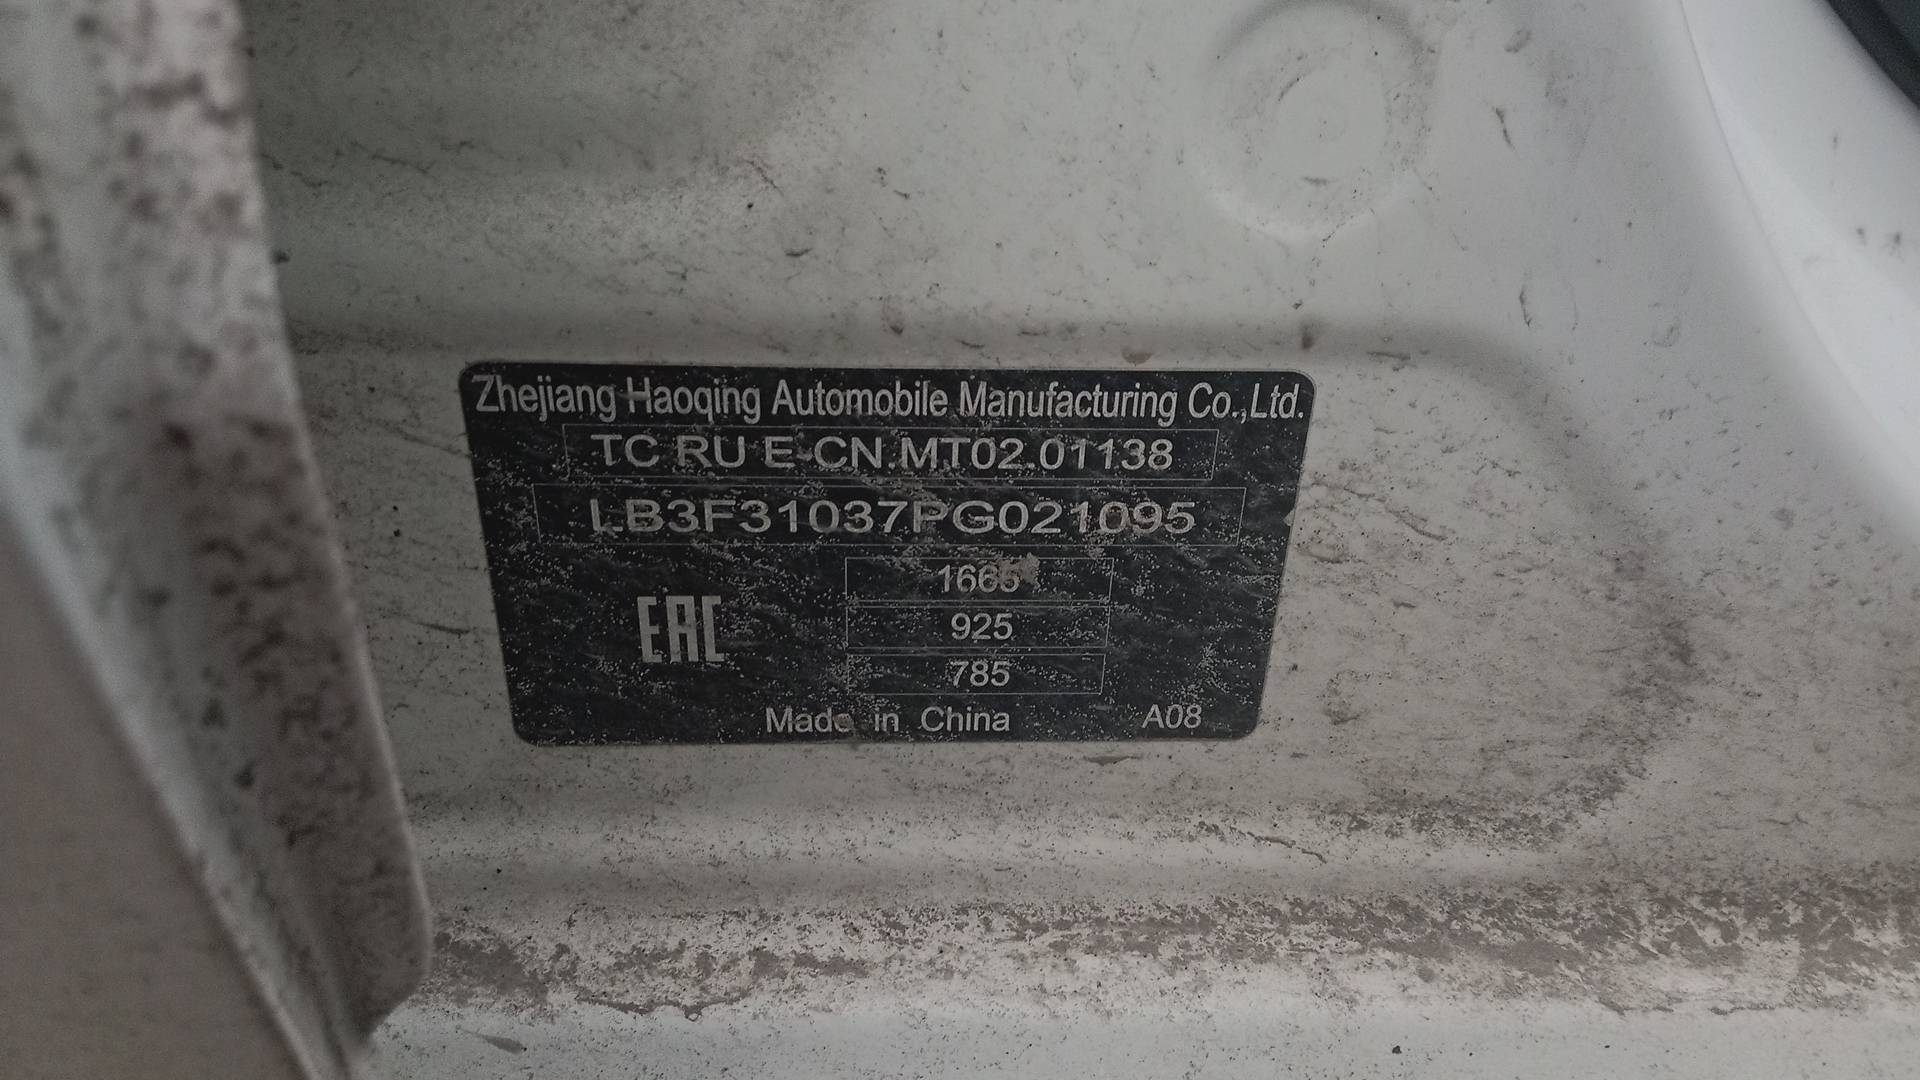 Zhejiang Haoqing Automobile Manufacturing Co.,Ltd.
TC RU E-CN.MT02.01138
LB3F31037PG021095
1665
EAC
925
785
Made in China
A08